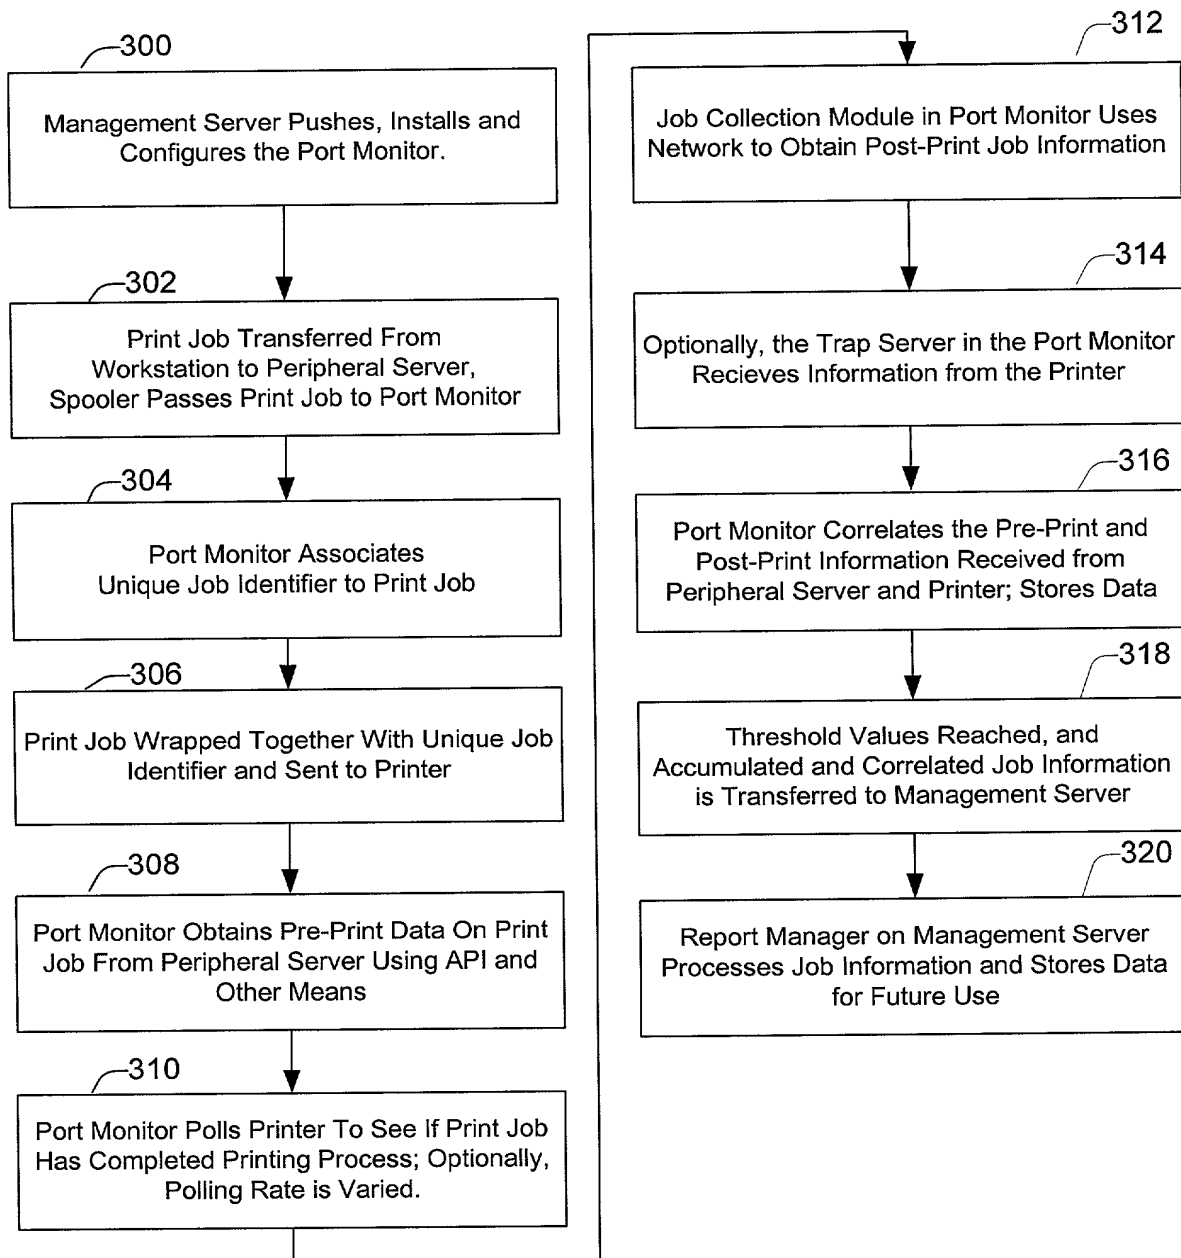 300
Management Server Pushes, Installs and
Configures the Port Monitor.
302
Print Job Transferred From
Workstation to Peripheral Server,
Spooler Passes Print Job to Port Monitor
304
Port Monitor Associates
Unique Job Identifier to Print Job
306
Print Job Wrapped Together With Unique Job
Identifier and Sent to Printer
308
Port Monitor Obtains Pre-Print Data On Print
Job From Peripheral Server Using API and
Other Means
310
Port Monitor Polls Printer To See If Print Job
Has Completed Printing Process; Optionally,
Polling Rate is Varied.
312
Job Collection Module in Port Monitor Uses
Network to Obtain Post-Print Job Information
314
Optionally, the Trap Server in the Port Monitor
Recieves Information from the Printer
316
Port Monitor Correlates the Pre-Print and
Post-Print Information Received from
Peripheral Server and Printer; Stores Data
318
Threshold Values Reached, and
Accumulated and Correlated Job Information
is Transferred to Management Server
320
Report Manager on Management Server
Processes Job Information and Stores Data
for Future Use